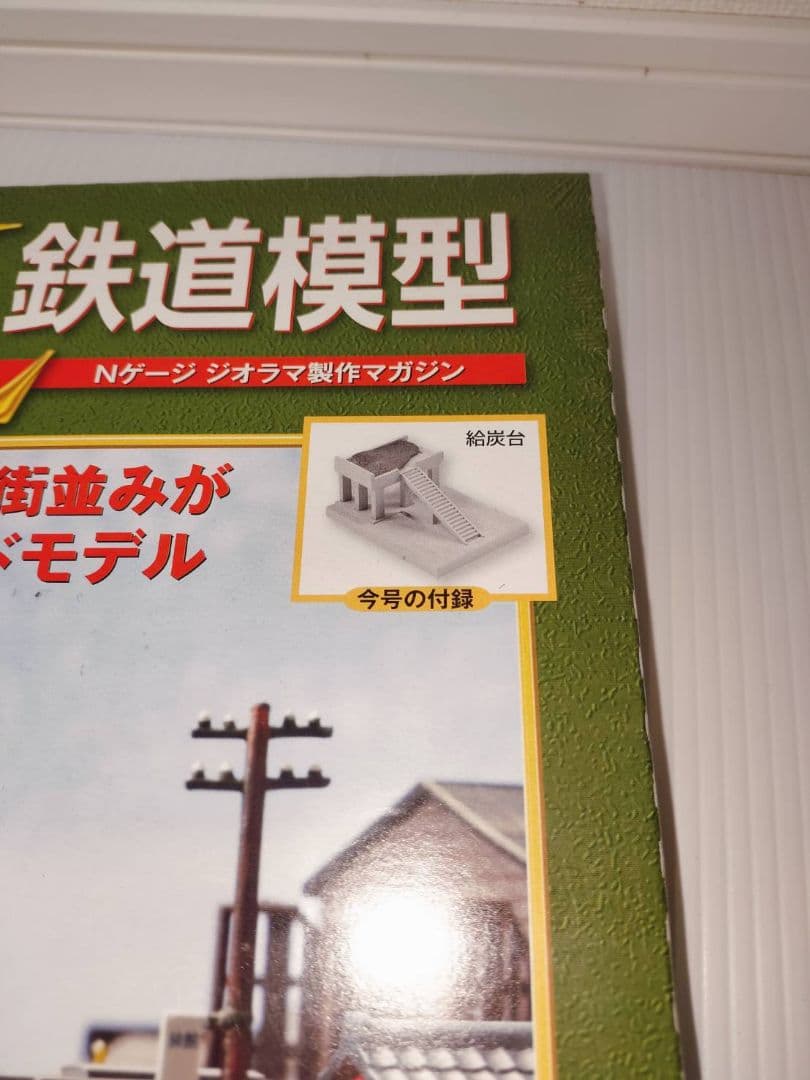 鉄道模型
Nゲージ ジオラマ製作マガジン
給炭台
街並みが
ドモデル
今号の付録